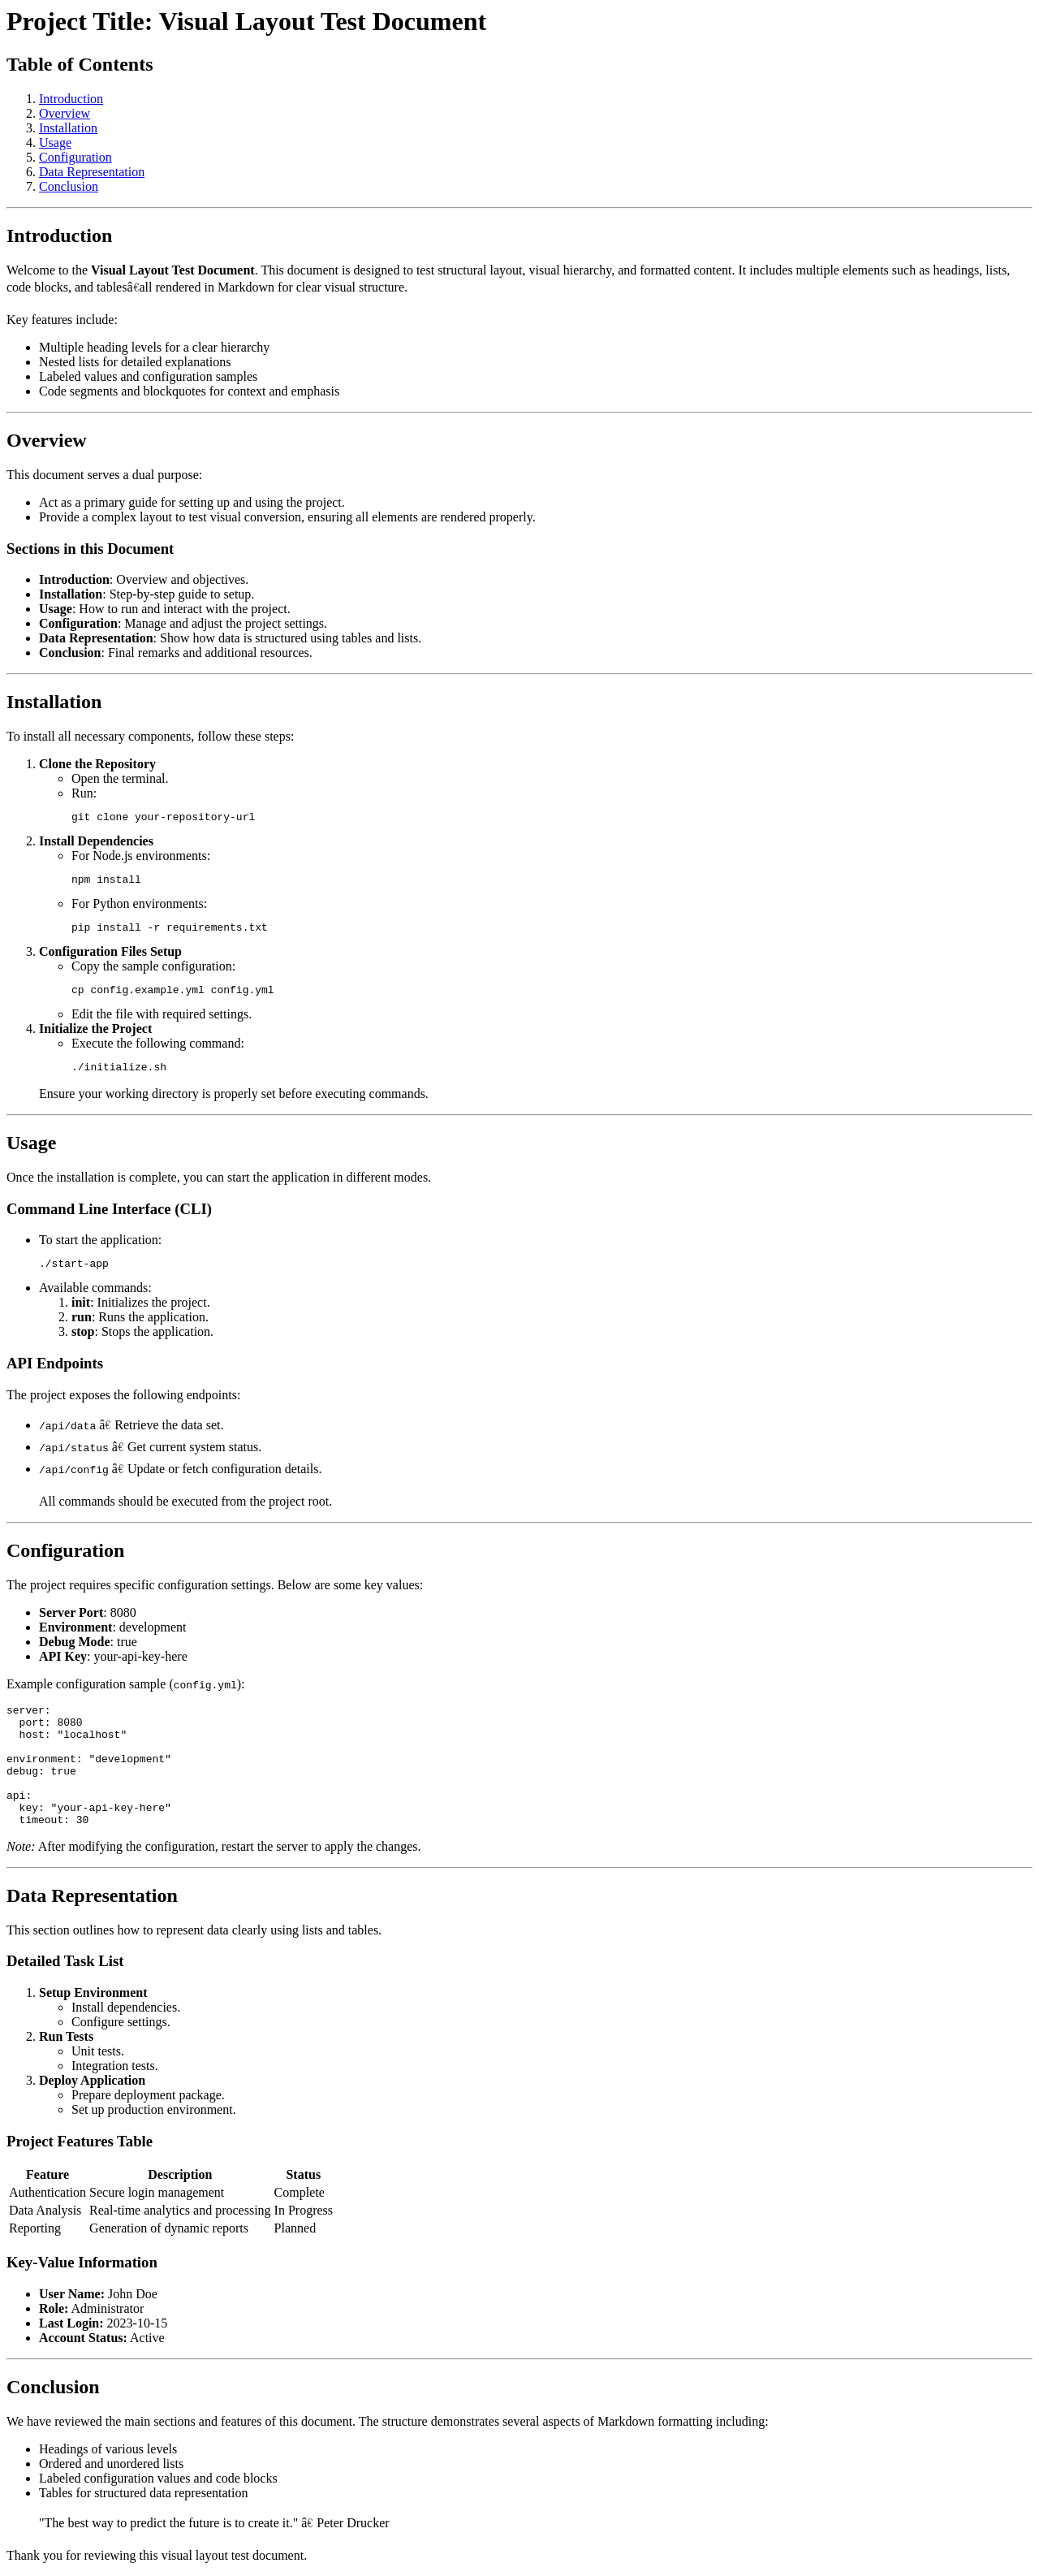 Project Title: Visual Layout Test Document
Table of Contents
1. Introduction
2. Overview
3. Installation
4. Usage
5. Configuration
6. Data Representation
7. Conclusion
Introduction
Welcome to the Visual Layout Test Document. This document is designed to test structural layout, visual hierarchy, and formatted content. It includes multiple elements such as headings, lists,
code blocks, and tablesâ€all rendered in Markdown for clear visual structure.
Key features include:
• Multiple heading levels for a clear hierarchy
• Nested lists for detailed explanations
• Labeled values and configuration samples
• Code segments and blockquotes for context and emphasis
Overview
This document serves a dual purpose:
• Act as a primary guide for setting up and using the project.
• Provide a complex layout to test visual conversion, ensuring all elements are rendered properly.
Sections in this Document
• Introduction: Overview and objectives.
• Installation: Step-by-step guide to setup.
• Usage: How to run and interact with the project.
• Configuration: Manage and adjust the project settings.
• Data Representation: Show how data is structured using tables and lists.
• Conclusion: Final remarks and additional resources.
Installation
To install all necessary components, follow these steps:
1. Clone the Repository
◦ Open the terminal.
◦ Run:
git clone your-repository-url
2. Install Dependencies
◦ For Node.js environments:
npm install
◦ For Python environments:
pip install -r requirements.txt
3. Configuration Files Setup
◦ Copy the sample configuration:
cp config.example.yml config.yml
◦ Edit the file with required settings.
4. Initialize the Project
◦ Execute the following command:
./initialize.sh
Ensure your working directory is properly set before executing commands.
Usage
Once the installation is complete, you can start the application in different modes.
Command Line Interface (CLI)
• To start the application:
./start-app
• Available commands:
1. init: Initializes the project.
2. run: Runs the application.
3. stop: Stops the application.
API Endpoints
The project exposes the following endpoints:
• /api/data â€ Retrieve the data set.
• /api/status â€ Get current system status.
• /api/config â€ Update or fetch configuration details.
All commands should be executed from the project root.
Configuration
The project requires specific configuration settings. Below are some key values:
• Server Port: 8080
• Environment: development
• Debug Mode: true
• API Key: your-api-key-here
Example configuration sample (config.yml):
server:
  port: 8080
  host: "localhost"
environment: "development"
debug: true
api:
  key: "your-api-key-here"
  timeout: 30
Note: After modifying the configuration, restart the server to apply the changes.
Data Representation
This section outlines how to represent data clearly using lists and tables.
Detailed Task List
1. Setup Environment
◦ Install dependencies.
◦ Configure settings.
2. Run Tests
◦ Unit tests.
◦ Integration tests.
3. Deploy Application
◦ Prepare deployment package.
◦ Set up production environment.
Project Features Table
Feature Description Status
Authentication Secure login management Complete
Data Analysis Real-time analytics and processing In Progress
Reporting Generation of dynamic reports Planned
Key-Value Information
• User Name: John Doe
• Role: Administrator
• Last Login: 2023-10-15
• Account Status: Active
Conclusion
We have reviewed the main sections and features of this document. The structure demonstrates several aspects of Markdown formatting including:
• Headings of various levels
• Ordered and unordered lists
• Labeled configuration values and code blocks
• Tables for structured data representation
"The best way to predict the future is to create it." â€ Peter Drucker
Thank you for reviewing this visual layout test document.